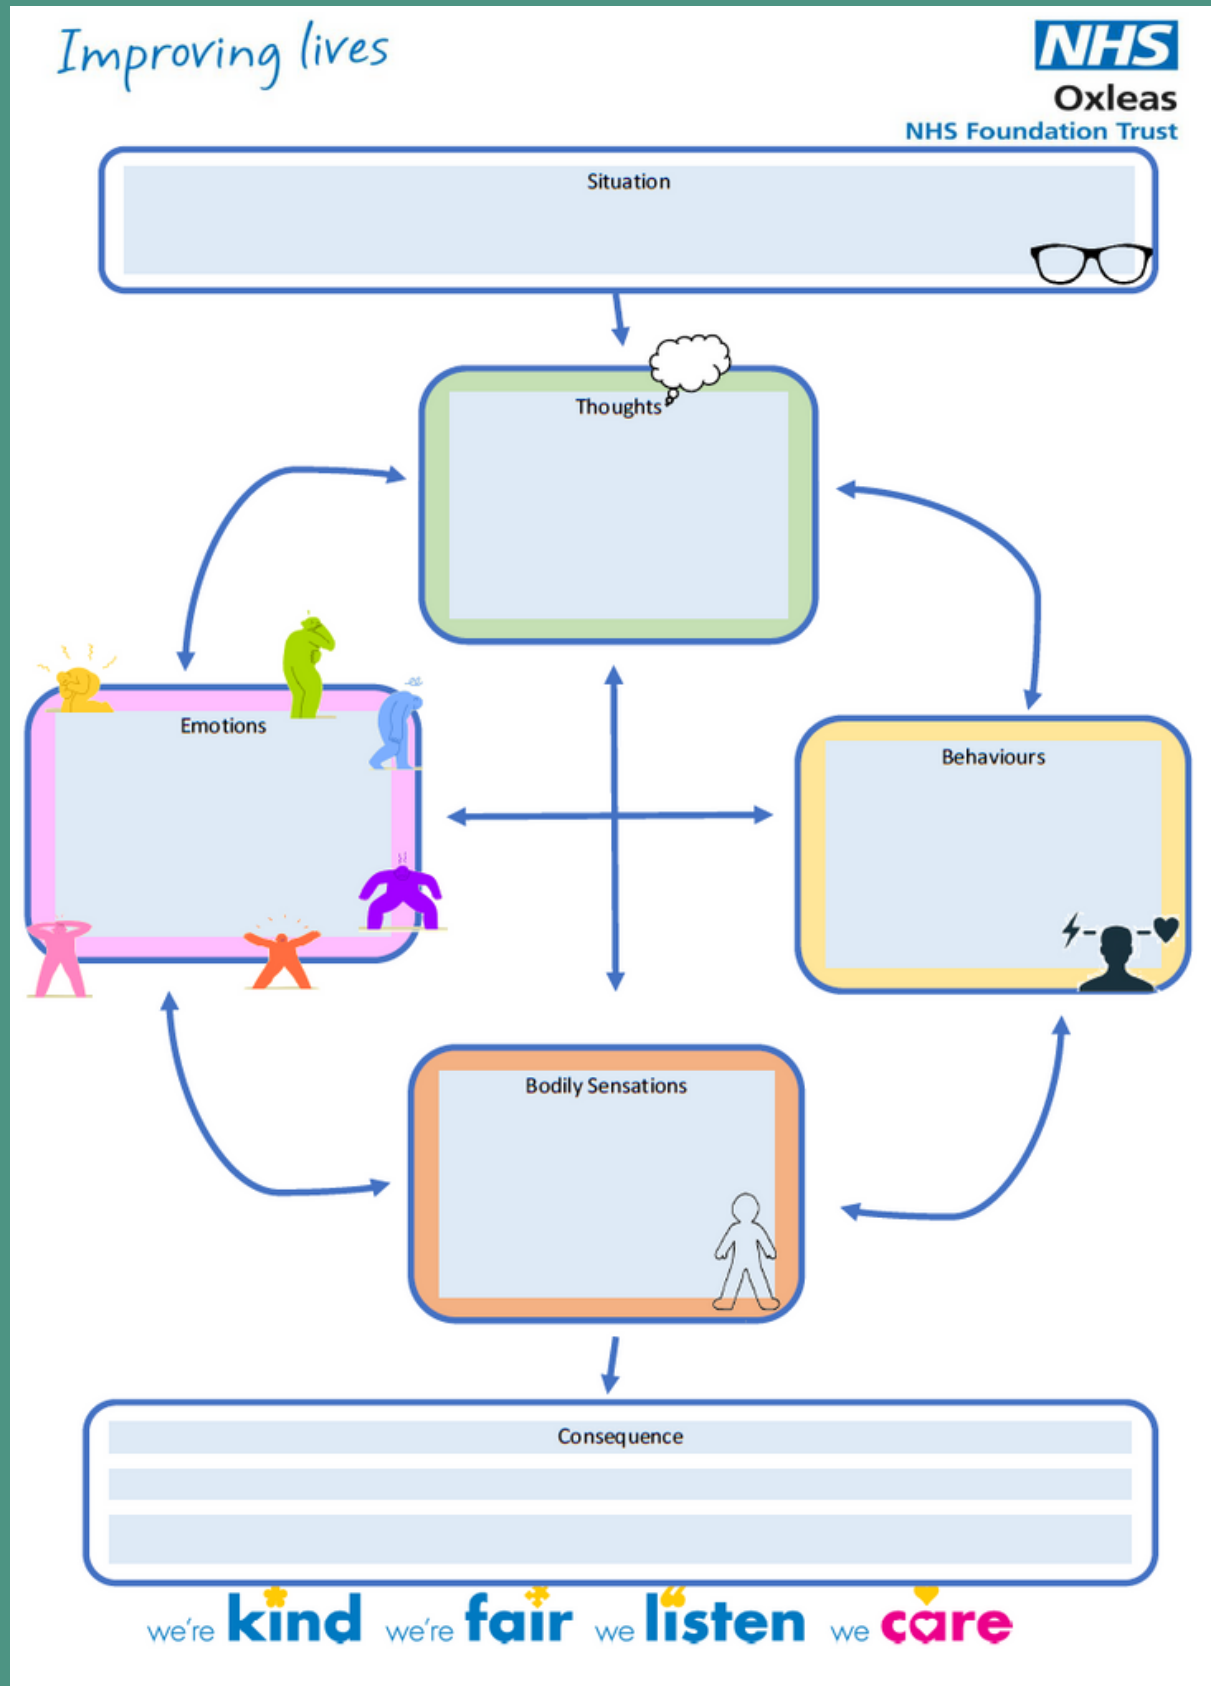 Improving lives
NHS
Oxleas
NHS Foundation Trust
Situation
Thoughts
Emotions
Behaviours
Bodily Sensations
Consequence
we're kind we're fair we listen we care